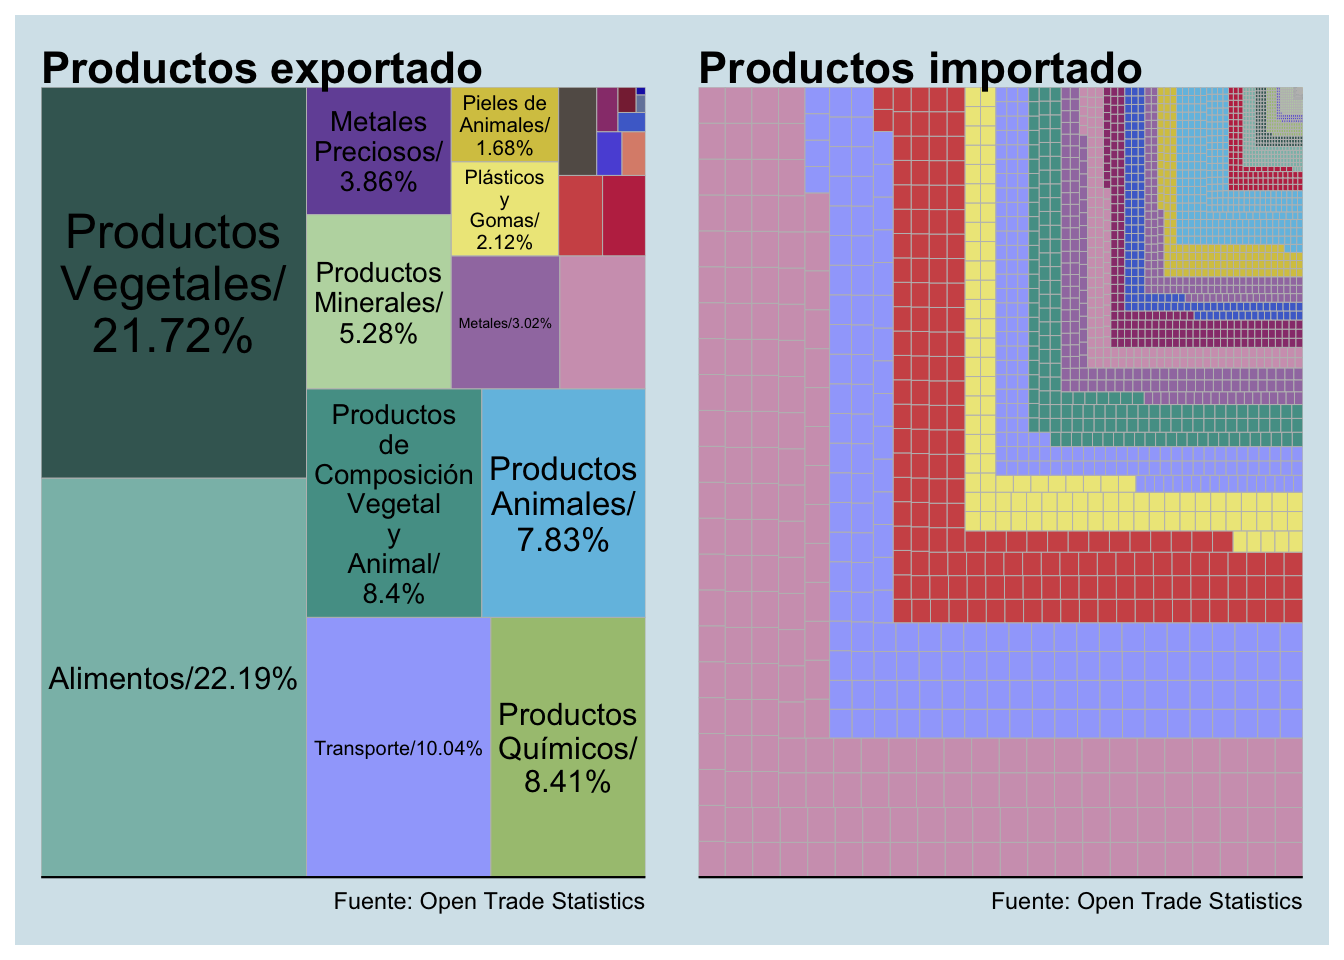 Productos exportado
Productos
Vegetales/
21.72%
Alimentos/22.19%
Metales
Preciosos/
3.86%
Productos
Minerales/
5.28%
Pieles de
Animales/
1.68%
Plásticos
y
Gomas/
2.12%
Metales/3.02%
Productos
de
Composición
Vegetal
y
Animal/
8.4%
Productos
Animales/
7.83%
Transporte/10.04%
Productos
Químicos/
8.41%
Fuente: Open Trade Statistics
Productos importado
Fuente: Open Trade Statistics